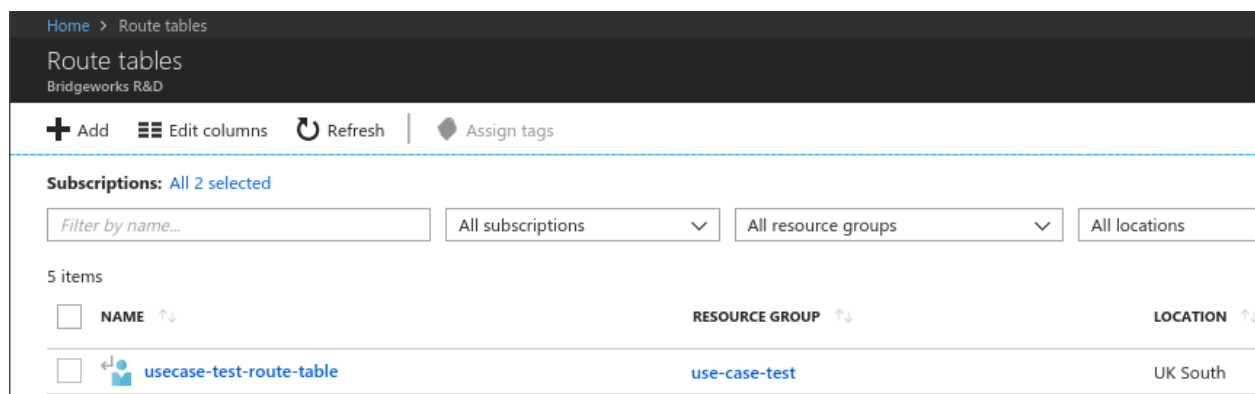 Home > Route tables
Route tables
Bridgeworks R&D
Add Edit columns Refresh Assign tags
Subscriptions: All 2 selected
Filter by name... All subscriptions All resource groups All locations
5 items
NAME RESOURCE GROUP LOCATION
usecase-test-route-table use-case-test UK South